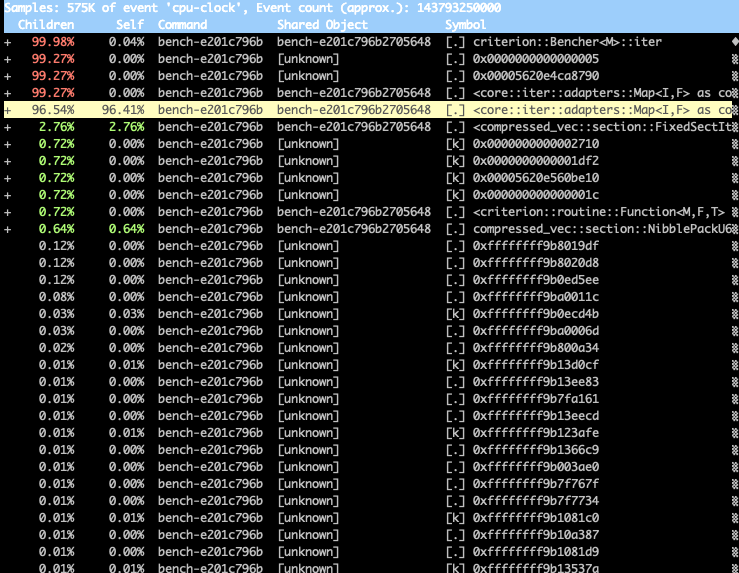 Samples: 575K of event 'cpu-clock', Event count (approx.): 143793250000
Children Self Command Shared Object Symbol
+ 99.98% 0.04% bench-e201c796b bench-e201c796b2705648 [.] criterion::Bencher<M>::iter
+ 99.27% 0.00% bench-e201c796b [unknown] [.] 0x0000000000000005
+ 99.27% 0.00% bench-e201c796b [unknown] [.] 0x00005620e4ca8790
+ 99.27% 0.00% bench-e201c796b bench-e201c796b2705648 [.] <core::iter::adapters::Map<I,F> as co
+ 96.54% 96.41% bench-e201c796b bench-e201c796b2705648 [.] <core::iter::adapters::Map<I,F> as co
+ 2.76% 2.76% bench-e201c796b bench-e201c796b2705648 [.] <compressed_vec::section::FixedSectIt
+ 0.72% 0.00% bench-e201c796b [unknown] [k] 0x0000000000002710
+ 0.72% 0.00% bench-e201c796b [unknown] [.] 0x0000000000001df2
+ 0.72% 0.00% bench-e201c796b [unknown] [k] 0x00005620e560be10
+ 0.72% 0.00% bench-e201c796b [unknown] [k] 0x000000000000001c
+ 0.72% 0.00% bench-e201c796b bench-e201c796b2705648 [.] <criterion::routine::Function<M,F,T>
+ 0.64% 0.64% bench-e201c796b bench-e201c796b2705648 [.] compressed_vec::section::NibblePackU6
0.12% 0.00% bench-e201c796b [unknown] [.] 0xffffffff9b8019df
0.12% 0.00% bench-e201c796b [unknown] [.] 0xffffffff9b8020d8
0.12% 0.00% bench-e201c796b [unknown] [.] 0xffffffff9b0ed5ee
0.08% 0.00% bench-e201c796b [unknown] [.] 0xffffffff9ba0011c
0.03% 0.03% bench-e201c796b [unknown] [k] 0xffffffff9b0ecd4b
0.03% 0.00% bench-e201c796b [unknown] [.] 0xffffffff9ba0006d
0.02% 0.00% bench-e201c796b [unknown] [.] 0xffffffff9b800a34
0.01% 0.01% bench-e201c796b [unknown] [k] 0xffffffff9b13d0cf
0.01% 0.00% bench-e201c796b [unknown] [.] 0xffffffff9b13ee83
0.01% 0.00% bench-e201c796b [unknown] [.] 0xffffffff9b7fa161
0.01% 0.00% bench-e201c796b [unknown] [.] 0xffffffff9b13eecd
0.01% 0.01% bench-e201c796b [unknown] [k] 0xffffffff9b123afe
0.01% 0.00% bench-e201c796b [unknown] [.] 0xffffffff9b1366c9
0.01% 0.00% bench-e201c796b [unknown] [.] 0xffffffff9b003ae0
0.01% 0.00% bench-e201c796b [unknown] [.] 0xffffffff9b7f767f
0.01% 0.00% bench-e201c796b [unknown] [.] 0xffffffff9b7f7734
0.01% 0.01% bench-e201c796b [unknown] [k] 0xffffffff9b1081c0
0.01% 0.00% bench-e201c796b [unknown] [.] 0xffffffff9b10a387
0.01% 0.00% bench-e201c796b [unknown] [.] 0xffffffff9b1081d9
0.01% 0.01% bench-e201c796b [unknown] [k] 0xffffffff9b13537a